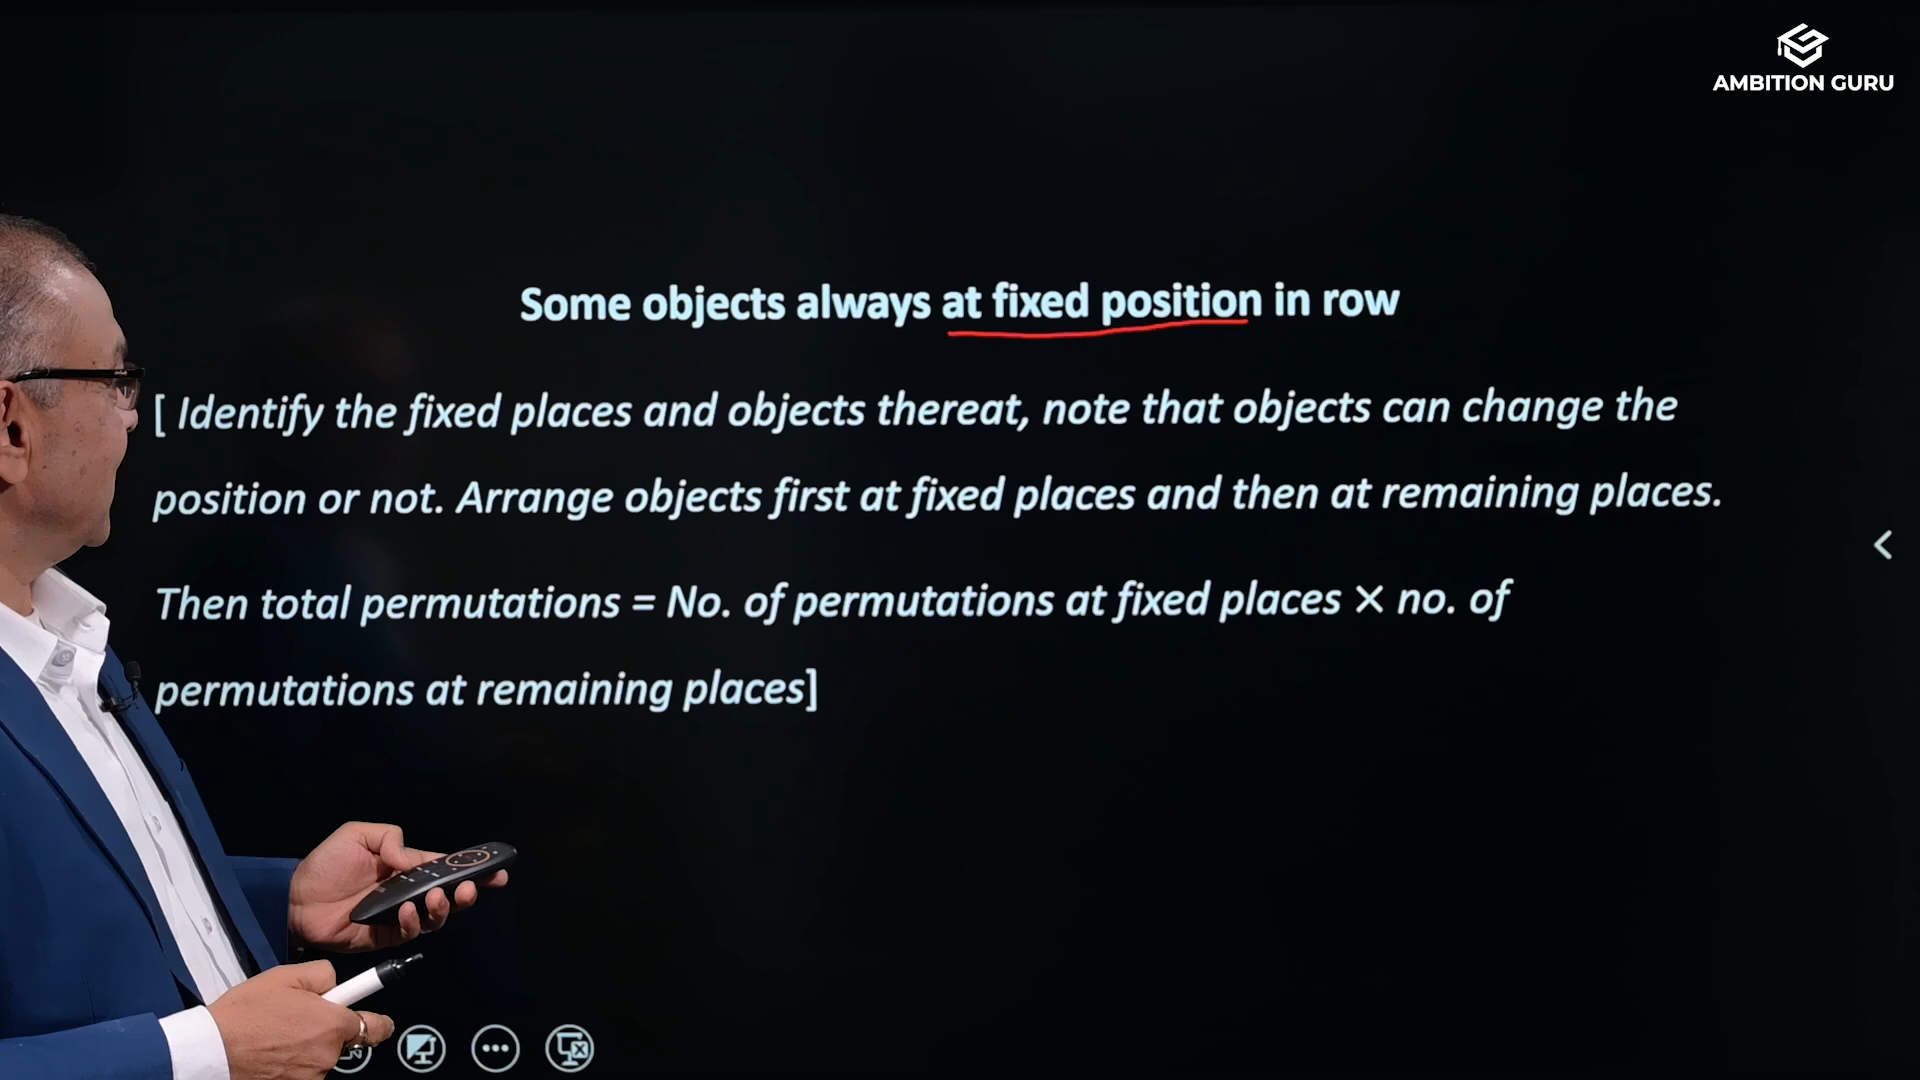 AMBITION GURU
Some objects always at fixed position in row
[ Identify the fixed places and objects thereat, note that objects can change the
position or not. Arrange objects first at fixed places and then at remaining places.
Then total permutations = No. of permutations at fixed places × no. of
permutations at remaining places]